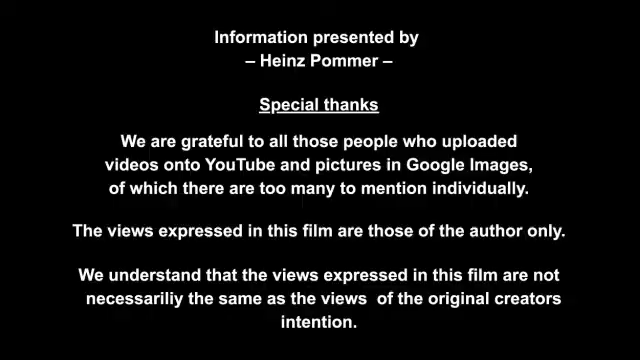 Information presented by
– Heinz Pommer –
Special thanks
We are grateful to all those people who uploaded
videos onto YouTube and pictures in Google Images,
of which there are too many to mention individually.
The views expressed in this film are those of the author only.
We understand that the views expressed in this film are not
necessariliy the same as the views of the original creators
intention.